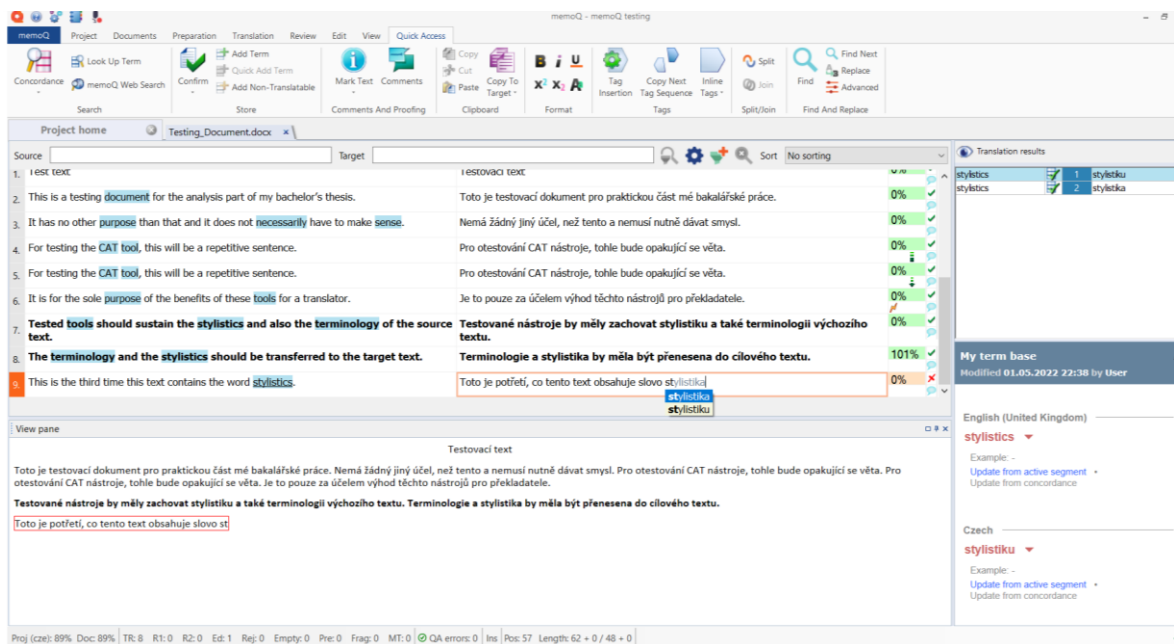 memoQ - memoQ testing
memoQ Project Documents Preparation Translation Review Edit View Quick Access
Concordance
Look Up Term
memoQ Web Search
Search
Confirm
Add Term
Quick Add Term
Add Non-Translatable
Store
Mark Text Comments
Comments And Proofing
Copy
Cut
Paste
Copy To Target
Clipboard
B i U
X² X₂ A
Format
Tag Insertion
Copy Next Tag Sequence
Inline Tags
Tags
Split
Join
Split/Join
Find
Find Next
Replace
Advanced
Find And Replace
Project home Testing_Document.docx x
Source Target Sort No sorting
1. Test text Testovací text 0%
2. This is a testing document for the analysis part of my bachelor's thesis. Toto je testovací dokument pro praktickou část mé bakalářské práce. 0%
3. It has no other purpose than that and it does not necessarily have to make sense. Nemá žádný jiný účel, než tento a nemusí nutně dávat smysl. 0%
4. For testing the CAT tool, this will be a repetitive sentence. Pro otestování CAT nástroje, tohle bude opakující se věta. 0%
5. For testing the CAT tool, this will be a repetitive sentence. Pro otestování CAT nástroje, tohle bude opakující se věta. 0%
6. It is for the sole purpose of the benefits of these tools for a translator. Je to pouze za účelem výhod těchto nástrojů pro překladatele. 0%
7. Tested tools should sustain the stylistics and also the terminology of the source text. Testované nástroje by měly zachovat stylistiku a také terminologii výchozího textu. 0%
8. The terminology and the stylistics should be transferred to the target text. Terminologie a stylistika by měla být přenesena do cílového textu. 101%
9. This is the third time this text contains the word stylistics. Toto je potřetí, co tento text obsahuje slovo stylistika 0%
stylistika
stylistiku
View pane
Testovací text
Toto je testovací dokument pro praktickou část mé bakalářské práce. Nemá žádný jiný účel, než tento a nemusí nutně dávat smysl. Pro otestování CAT nástroje, tohle bude opakující se věta. Pro
otestování CAT nástroje, tohle bude opakující se věta. Je to pouze za účelem výhod těchto nástrojů pro překladatele.
Testované nástroje by měly zachovat stylistiku a také terminologii výchozího textu. Terminologie a stylistika by měla být přenesena do cílového textu.
Toto je potřetí, co tento text obsahuje slovo st
Translation results
stylistics 1 stylistiku
stylistics 2 stylistika
My term base
Modified 01.05.2022 22:38 by User
English (United Kingdom)
stylistics
Example: -
Update from active segment
Update from concordance
Czech
stylistiku
Example: -
Update from active segment
Update from concordance
Proj (cze): 89% Doc: 89% TR: 8 R1: 0 R2: 0 Ed: 1 Rej: 0 Empty: 0 Pre: 0 Frag: 0 MT: 0 QA errors: 0 Ins Pos: 57 Length: 62 + 0 / 48 + 0